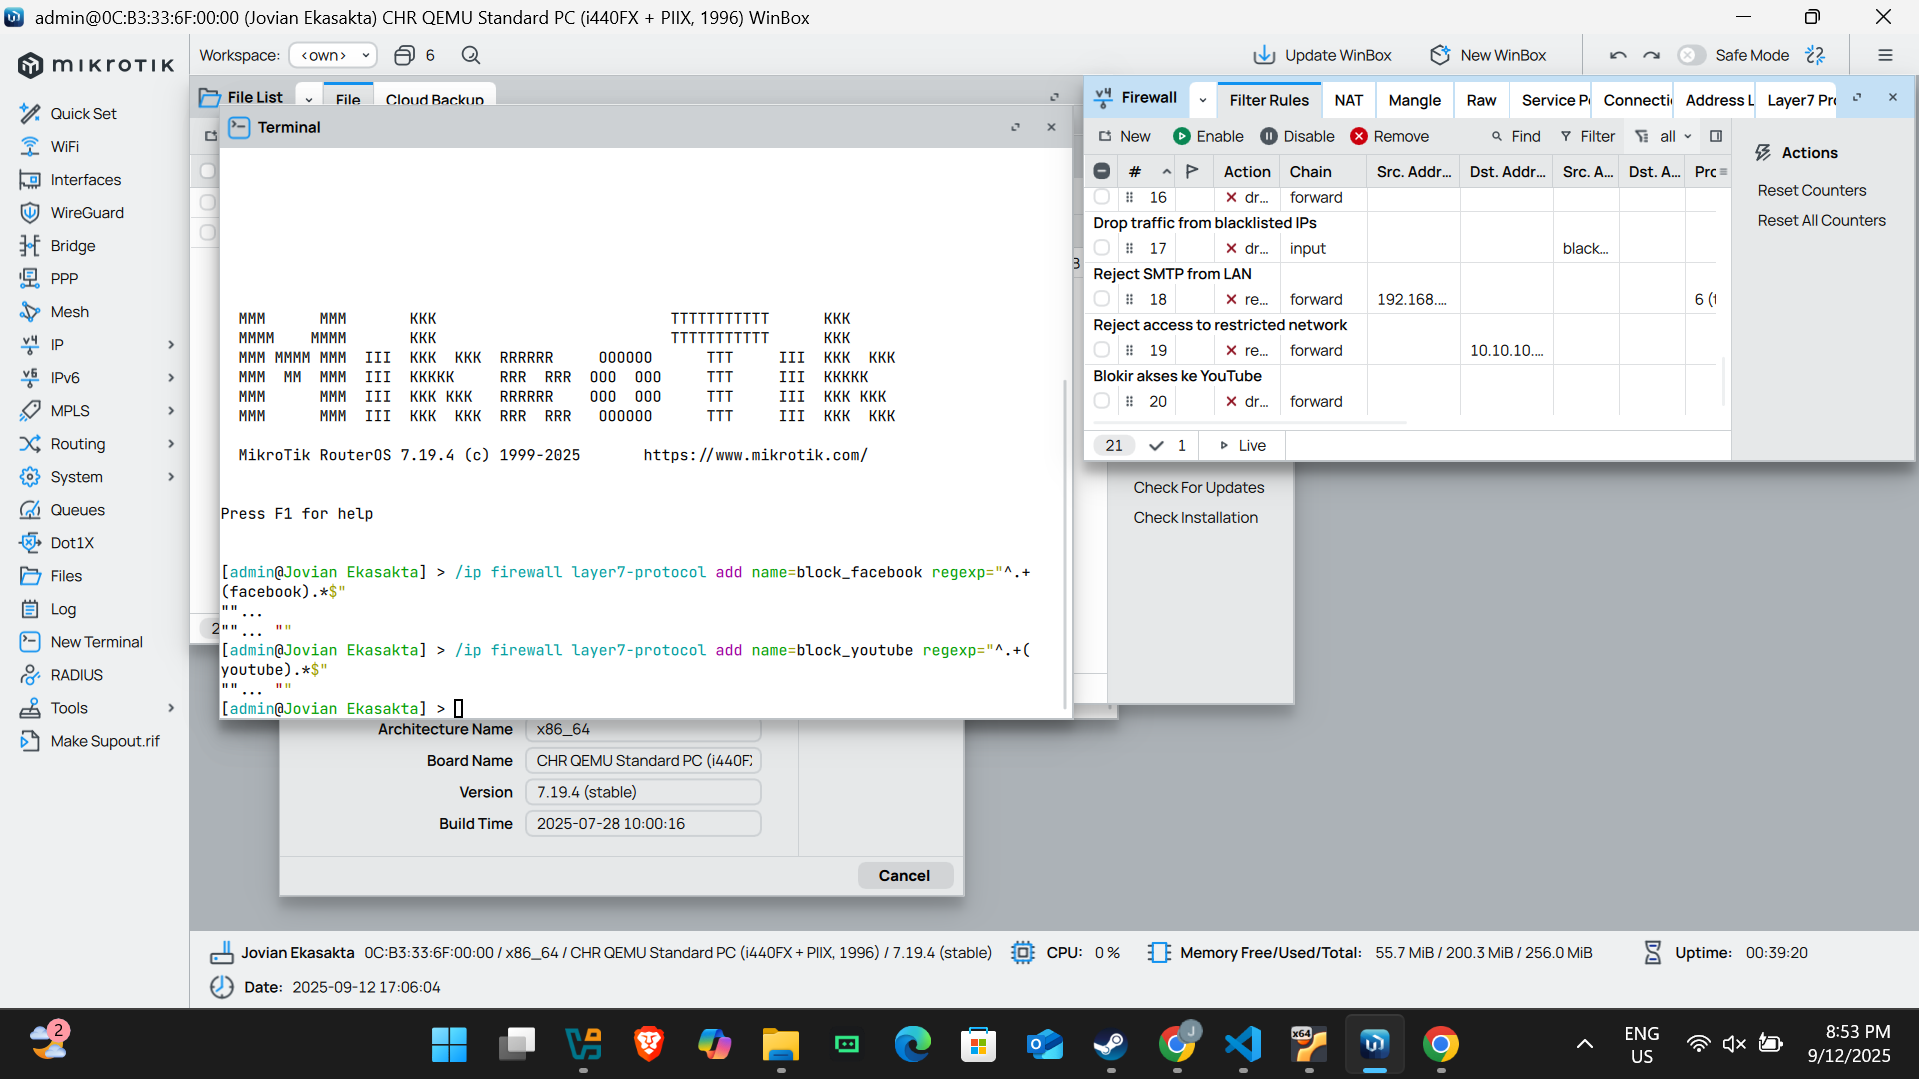 admin@0C:B3:33:6F:00:00 (Jovian Ekasakta) CHR QEMU Standard PC (i440FX + PIIX, 1996) WinBox
MIKROTIK
Workspace: <own> 6 Update WinBox New WinBox Safe Mode
Quick Set
WiFi
Interfaces
WireGuard
Bridge
PPP
Mesh
IP
IPv6
MPLS
Routing
System
Queues
Dot1X
Files
Log
New Terminal
RADIUS
Tools
Make Supout.rif
File List File Cloud Backup
Terminal
MMM      MMM       KKK                          TTTTTTTTTTT      KKK
MMMM    MMMM       KKK                          TTTTTTTTTTT      KKK
MMM MMMM MMM  III  KKK  KKK  RRRRRR     OOOOOO      TTT     III  KKK  KKK
MMM  MM  MMM  III  KKKKK     RRR  RRR  OOO  OOO     TTT     III  KKKKK
MMM      MMM  III  KKK KKK   RRRRRR    OOO  OOO     TTT     III  KKK KKK
MMM      MMM  III  KKK  KKK  RRR  RRR   OOOOOO      TTT     III  KKK  KKK
MikroTik RouterOS 7.19.4 (c) 1999-2025       https://www.mikrotik.com/
Press F1 for help
[admin@Jovian Ekasakta] > /ip firewall layer7-protocol add name=block_facebook regexp="^.+
(facebook).*$"
""...
""... ""
[admin@Jovian Ekasakta] > /ip firewall layer7-protocol add name=block_youtube regexp="^.+(
youtube).*$"
""... ""
[admin@Jovian Ekasakta] >
2
Firewall Filter Rules NAT Mangle Raw Service P Connecti Address L Layer7 Pr
New Enable Disable Remove Find Filter all
# Action Chain Src. Addr... Dst. Addr... Src. A... Dst. A... Pro
16 dr... forward
Drop traffic from blacklisted IPs
17 dr... input black...
Reject SMTP from LAN
18 re... forward 192.168.... 6 (t
Reject access to restricted network
19 re... forward 10.10.10....
Blokir akses ke YouTube
20 dr... forward
21 1 Live
Actions
Reset Counters
Reset All Counters
Check For Updates
Check Installation
Architecture Name x86_64
Board Name CHR QEMU Standard PC (i440F
Version 7.19.4 (stable)
Build Time 2025-07-28 10:00:16
Cancel
Jovian Ekasakta 0C:B3:33:6F:00:00 / x86_64 / CHR QEMU Standard PC (i440FX + PIIX, 1996) / 7.19.4 (stable) CPU: 0 % Memory Free/Used/Total: 55.7 MiB / 200.3 MiB / 256.0 MiB Uptime: 00:39:20
Date: 2025-09-12 17:06:04
2
J
x64
ENG
US
8:53 PM
9/12/2025